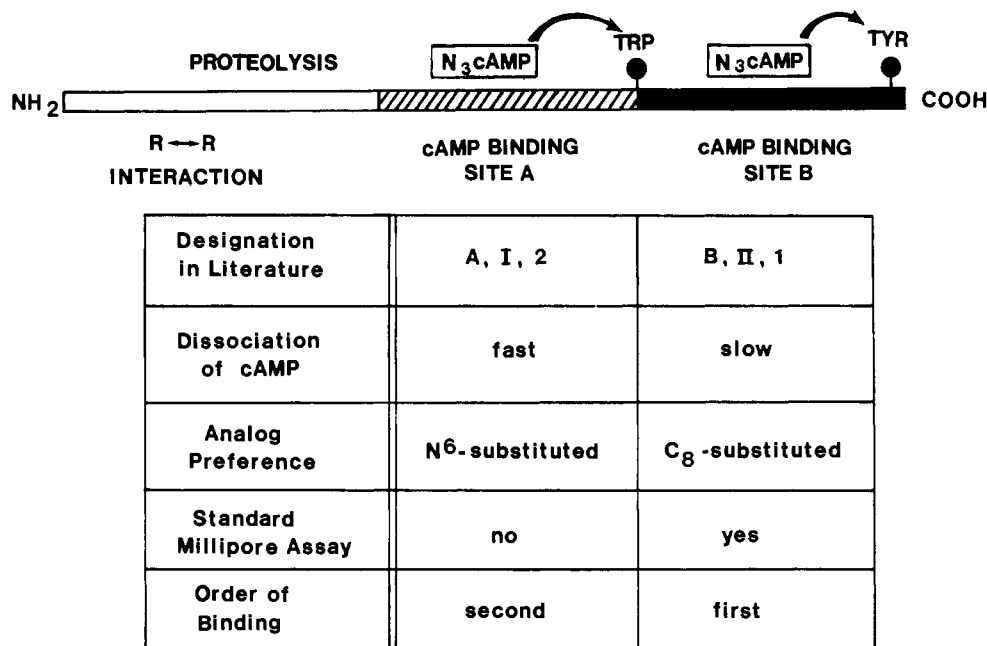 PROTEOLYSIS
N3cAMP
TRP
N3cAMP
TYR
NH2
COOH
R↔R
INTERACTION
cAMP BINDING
SITE A
cAMP BINDING
SITE B
Designation
in Literature
A, I, 2
B, II, 1
Dissociation
of cAMP
fast
slow
Analog
Preference
N6-substituted
C8-substituted
Standard
Millipore Assay
no
yes
Order of
Binding
second
first